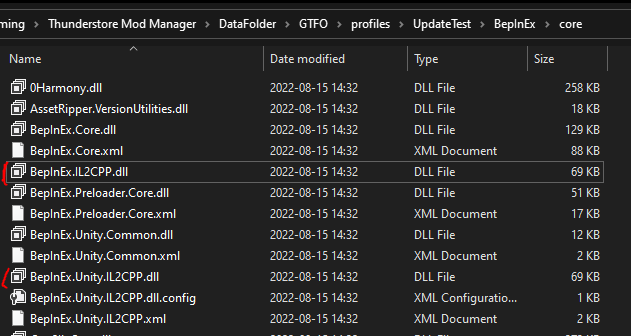 ming > Thunderstore Mod Manager > DataFolder > GTFO > profiles > UpdateTest > BepInEx > core
Name Date modified Type Size
0Harmony.dll 2022-08-15 14:32 DLL File 258 KB
AssetRipper.VersionUtilities.dll 2022-08-15 14:32 DLL File 18 KB
BepInEx.Core.dll 2022-08-15 14:32 DLL File 129 KB
BepInEx.Core.xml 2022-08-15 14:32 XML Document 88 KB
BepInEx.IL2CPP.dll 2022-08-15 14:32 DLL File 69 KB
BepInEx.Preloader.Core.dll 2022-08-15 14:32 DLL File 51 KB
BepInEx.Preloader.Core.xml 2022-08-15 14:32 XML Document 17 KB
BepInEx.Unity.Common.dll 2022-08-15 14:32 DLL File 12 KB
BepInEx.Unity.Common.xml 2022-08-15 14:32 XML Document 2 KB
BepInEx.Unity.IL2CPP.dll 2022-08-15 14:32 DLL File 69 KB
BepInEx.Unity.IL2CPP.dll.config 2022-08-15 14:32 XML Configuratio... 1 KB
BepInEx.Unity.IL2CPP.xml 2022-08-15 14:32 XML Document 2 KB